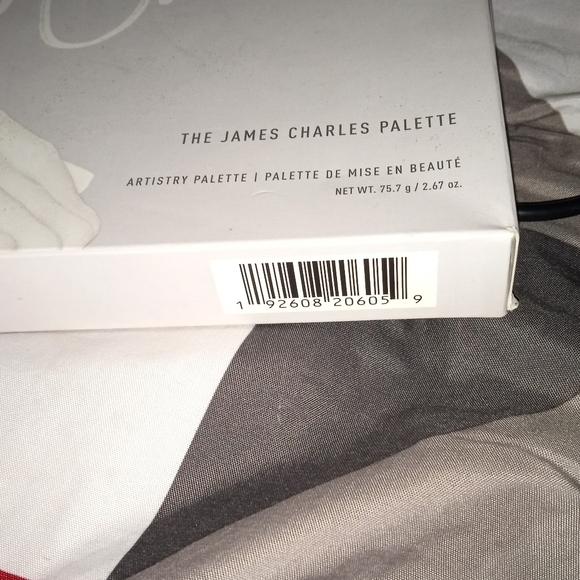 THE JAMES CHARLES PALETTE
ARTISTRY PALETTE | PALETTE DE MISE EN BEAUTÉ
NET WT. 75.7 g / 2.67 oz.
1 92608 20605 9